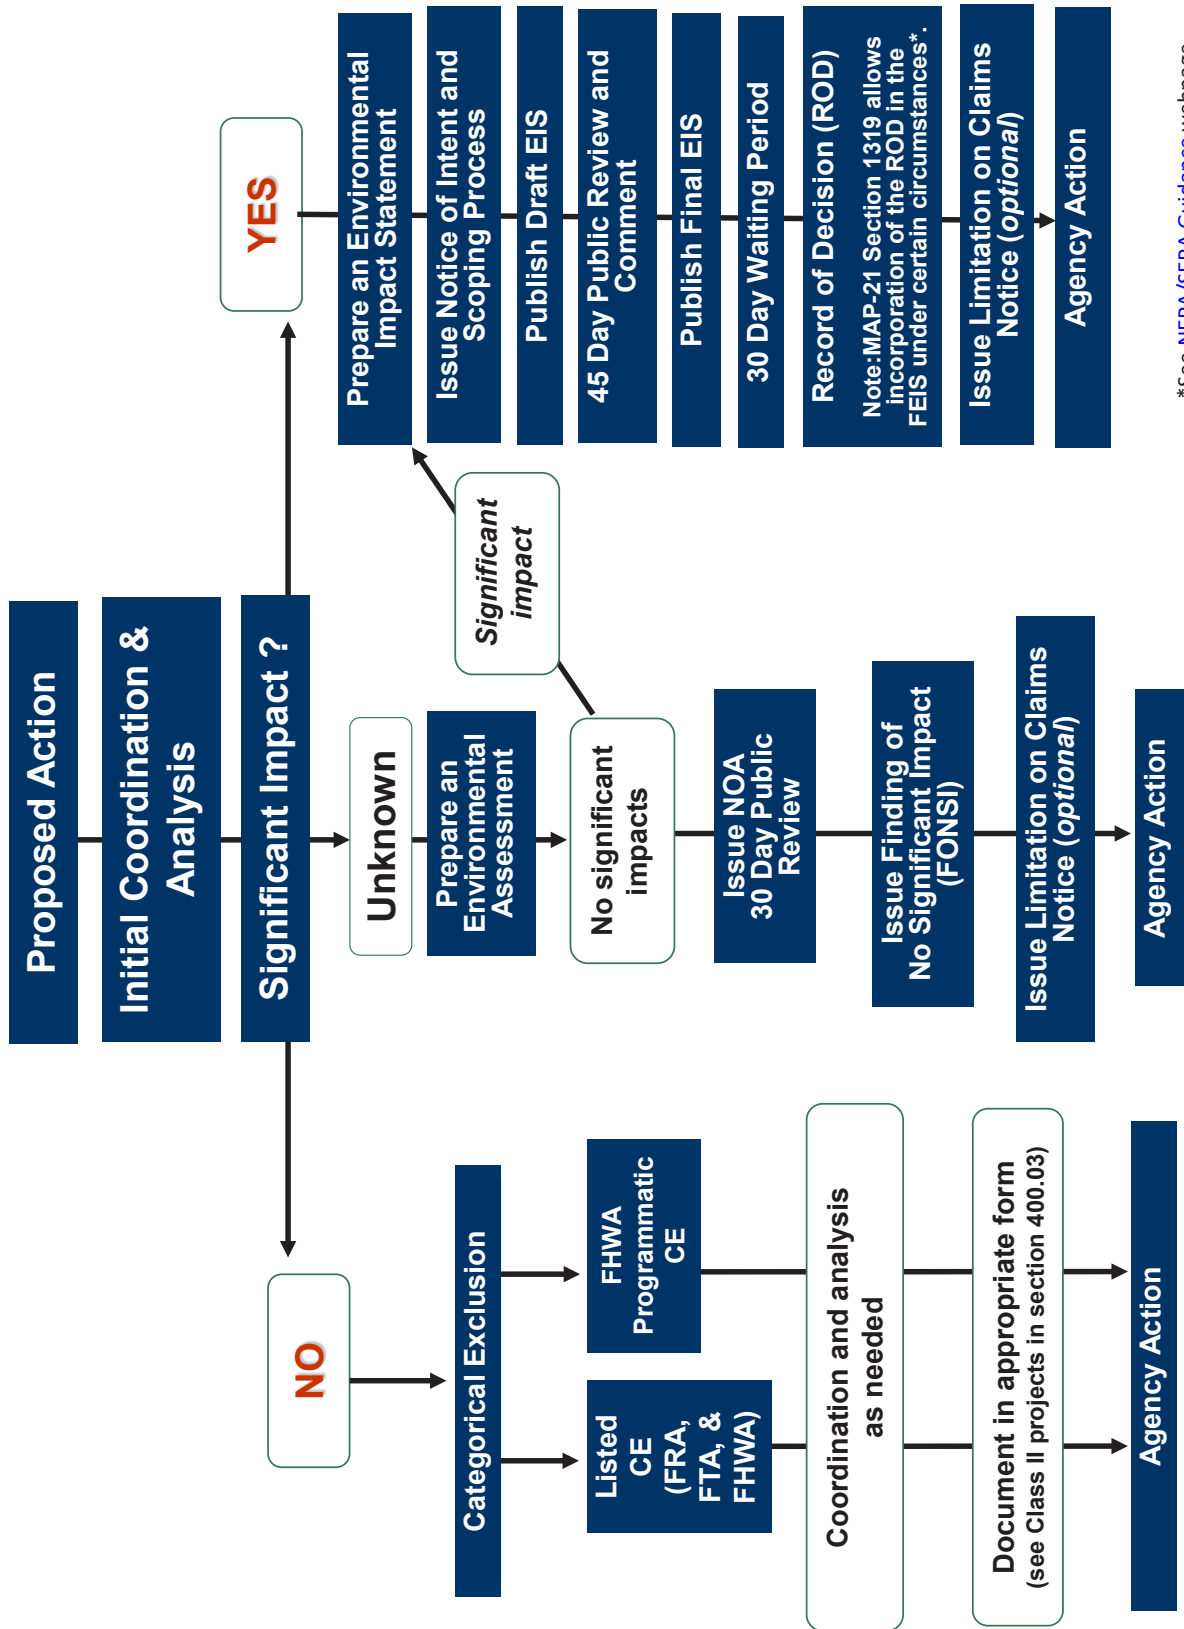 Proposed Action
Initial Coordination &
Analysis
Significant Impact ?
NO
Categorical Exclusion
Listed
CE
(FRA,
FTA, &
FHWA)
FHWA
Programmatic
CE
Coordination and analysis
as needed
Document in appropriate form
(see Class II projects in section 400.03)
Agency Action
Unknown
Prepare an
Environmental
Assessment
No significant
impacts
Significant
impact
Issue NOA
30 Day Public
Review
Issue Finding of
No Significant Impact
(FONSI)
Issue Limitation on Claims
Notice (optional)
Agency Action
YES
Prepare an Environmental
Impact Statement
Issue Notice of Intent and
Scoping Process
Publish Draft EIS
45 Day Public Review and
Comment
Publish Final EIS
30 Day Waiting Period
Record of Decision (ROD)
Note:MAP-21 Section 1319 allows
incorporation of the ROD in the
FEIS under certain circumstances*.
Issue Limitation on Claims
Notice (optional)
Agency Action
*See NEPA/SEPA Guidance webpage